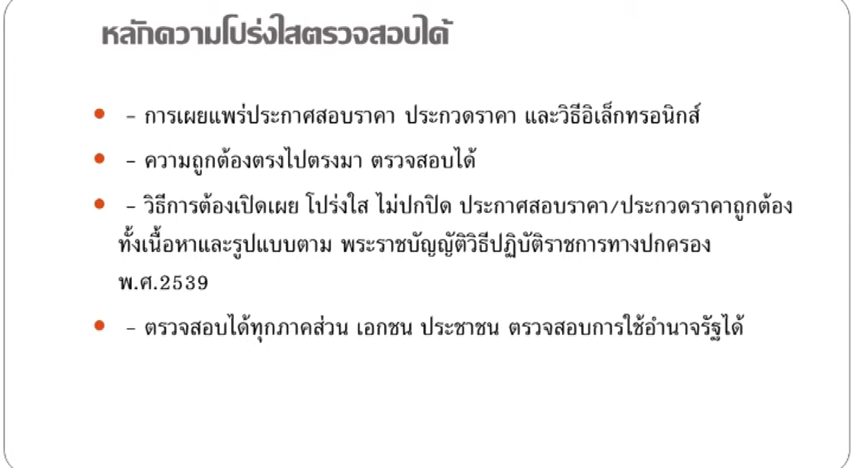 หลักความโปร่งใสตรวจสอบได้
- การเผยแพร่ประกาศสอบราคา ประกวดราคา และวิธีอิเล็กทรอนิกส์
- ความถูกต้องตรงไปตรงมา ตรวจสอบได้
- วิธีการต้องเปิดเผย โปร่งใส ไม่ปกปิด ประกาศสอบราคา/ประกวดราคาถูกต้อง
ทั้งเนื้อหาและรูปแบบตาม พระราชบัญญัติวิธีปฏิบัติราชการทางปกครอง
พ.ศ.2539
- ตรวจสอบได้ทุกภาคส่วน เอกชน ประชาชน ตรวจสอบการใช้อำนาจรัฐได้